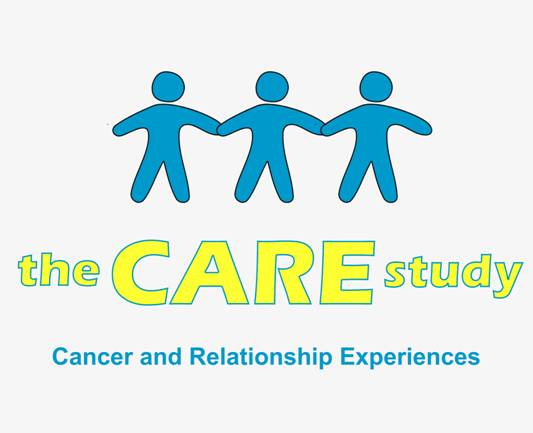 the CARE study
Cancer and Relationship Experiences